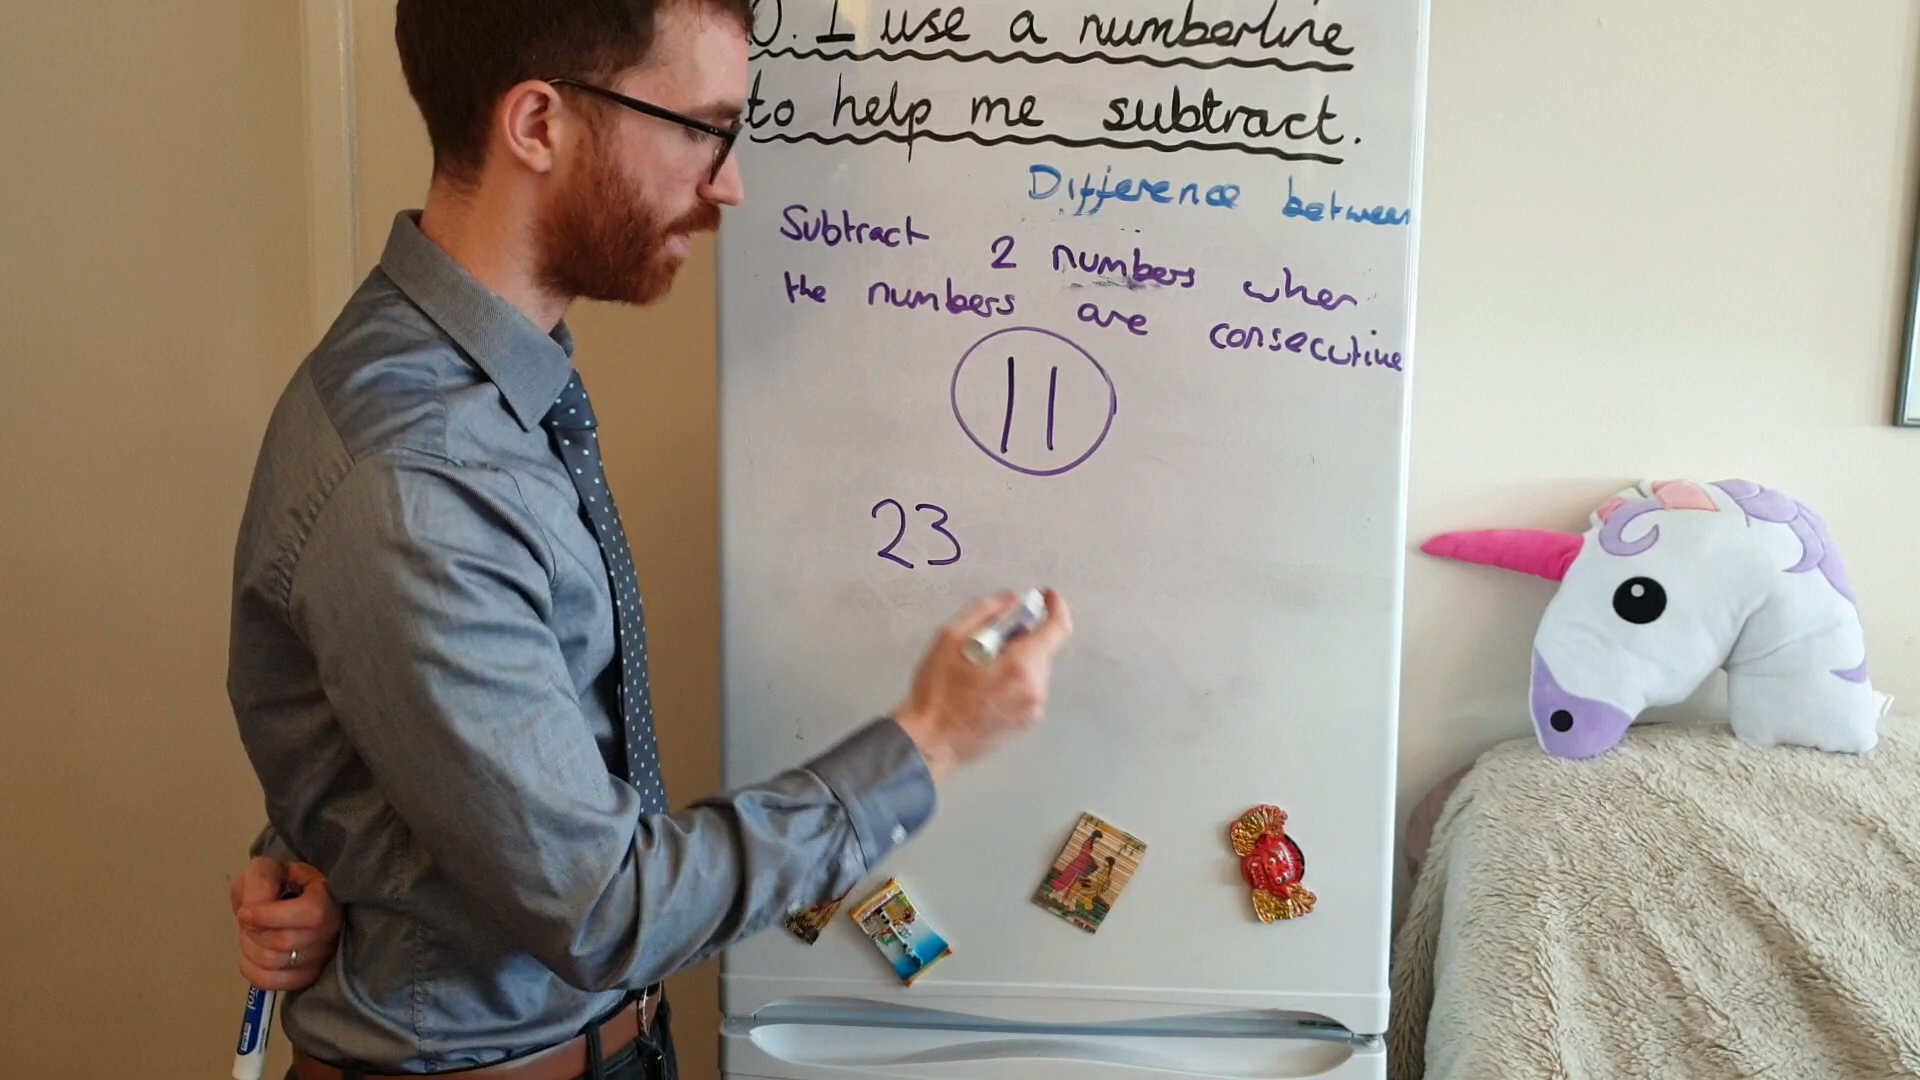 O. I use a numberline
to help me subtract.
Difference between
Subtract 2 numbers when
the numbers are consecutive
11
23